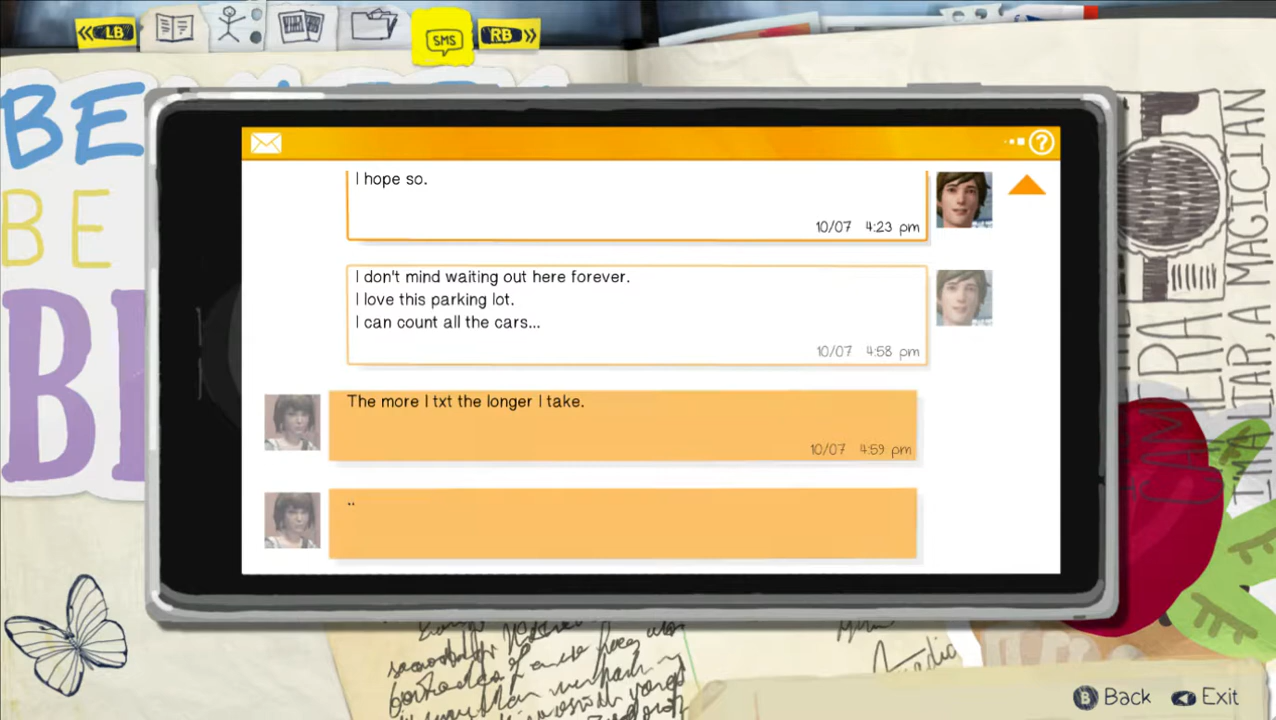 LB
SMS
RB
BE
BE
I hope so.
10/07 4:23 pm
I don't mind waiting out here forever.
I love this parking lot.
I can count all the cars...
10/07 4:58 pm
The more I txt the longer I take.
10/07 4:59 pm
..
CAMERA
I'M A LIAR, A MAGICIAN
Back
Exit